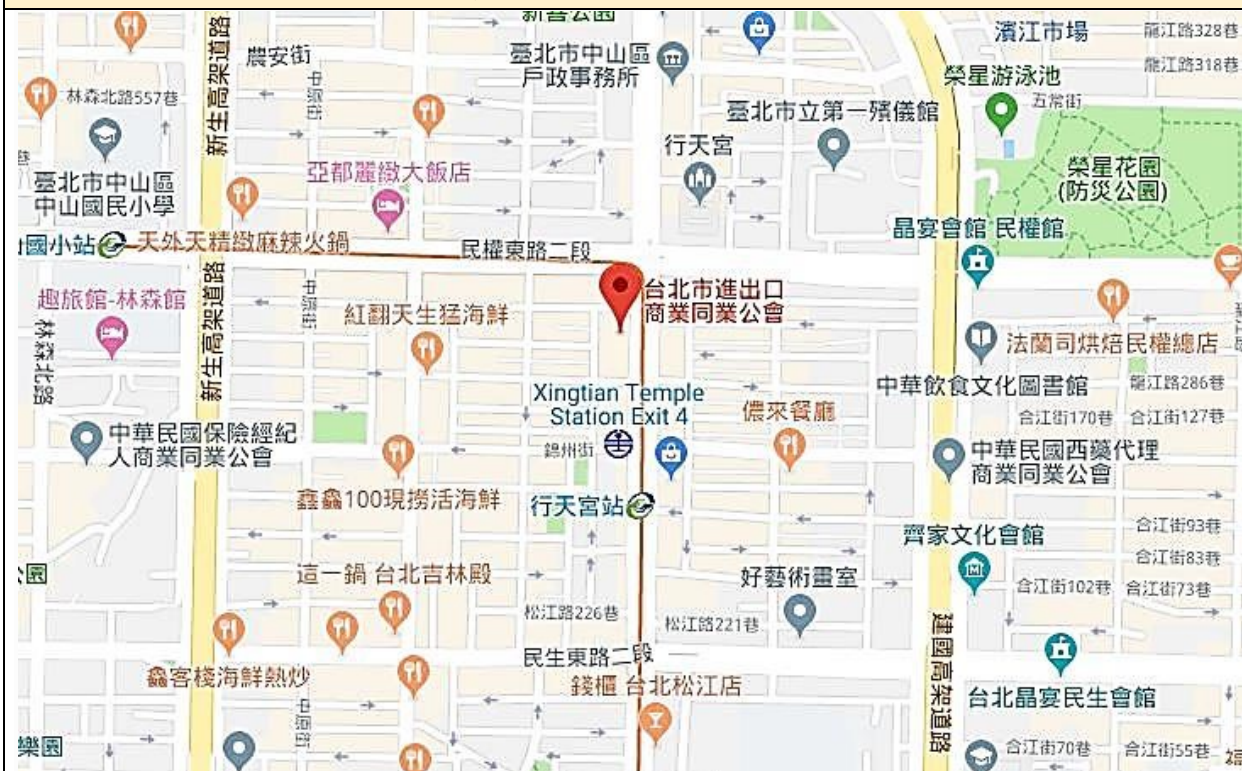 濱江市場
龍江路328巷
農安街
臺北市中山區
戶政事務所
榮星游泳池
龍江路318巷
林森北路557巷
中原街
新生高架道路
五常街
臺北市立第一殯儀館
行天宮
榮星花園
(防災公園)
亞都麗緻大飯店
臺北市中山區
中山國民小學
晶宴會館 民權館
國小站
天外天精緻麻辣火鍋
民權東路二段
台北市進出口
商業同業公會
趣旅館-林森館
中原街
新生高架道路
紅翻天生猛海鮮
林森北路
法蘭司烘焙民權總店
中華飲食文化圖書館
龍江路286巷
Xingtian Temple
Station Exit 4
儂來餐廳
合江街170巷
合江街127巷
中華民國保險經紀
人商業同業公會
錦州街
中華民國西藥代理
商業同業公會
鑫鱻100現撈活海鮮
行天宮站
合江街93巷
齊家文化會館
合江街83巷
園
這一鍋 台北吉林殿
好藝術畫室
合江街102巷
合江街73巷
松江路226巷
松江路221巷
建國高架道路
民生東路二段
鱻客棧海鮮熱炒
錢櫃 台北松江店
台北晶宴民生會館
中原街
樂園
合江街70巷
合江街55巷